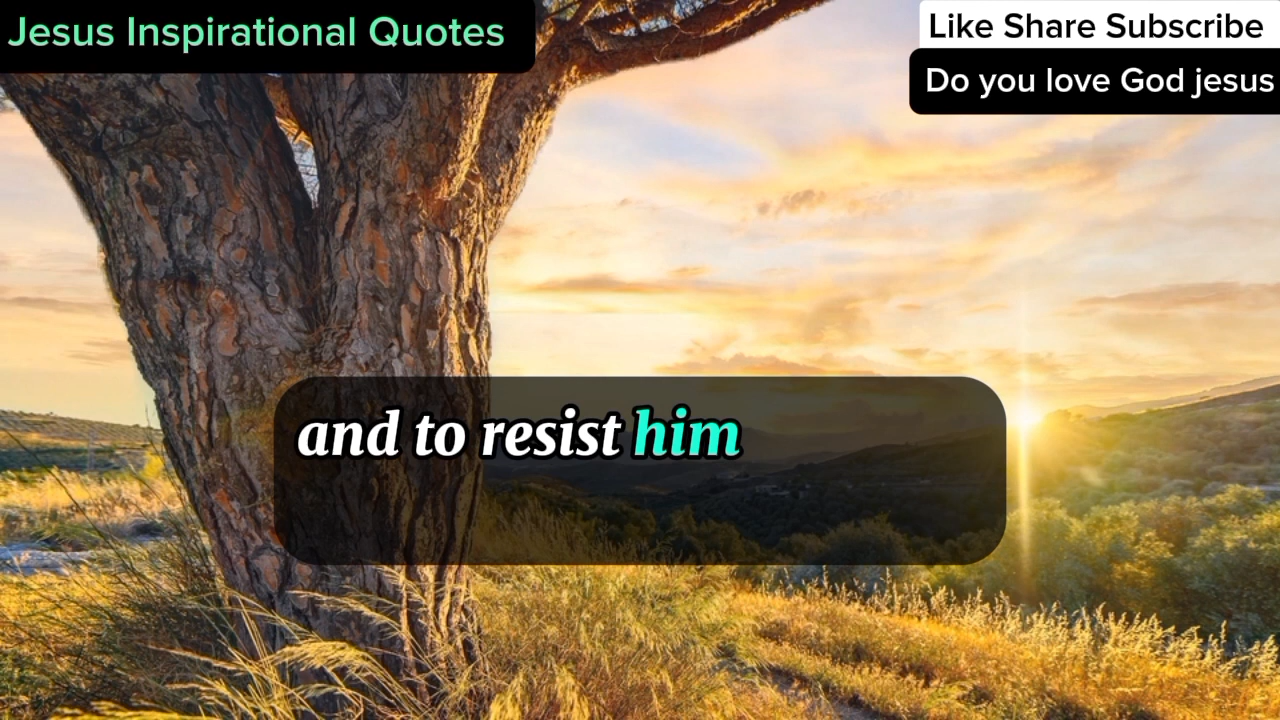 Jesus Inspirational Quotes
Like Share Subscribe
Do you love God jesus
and to resist him